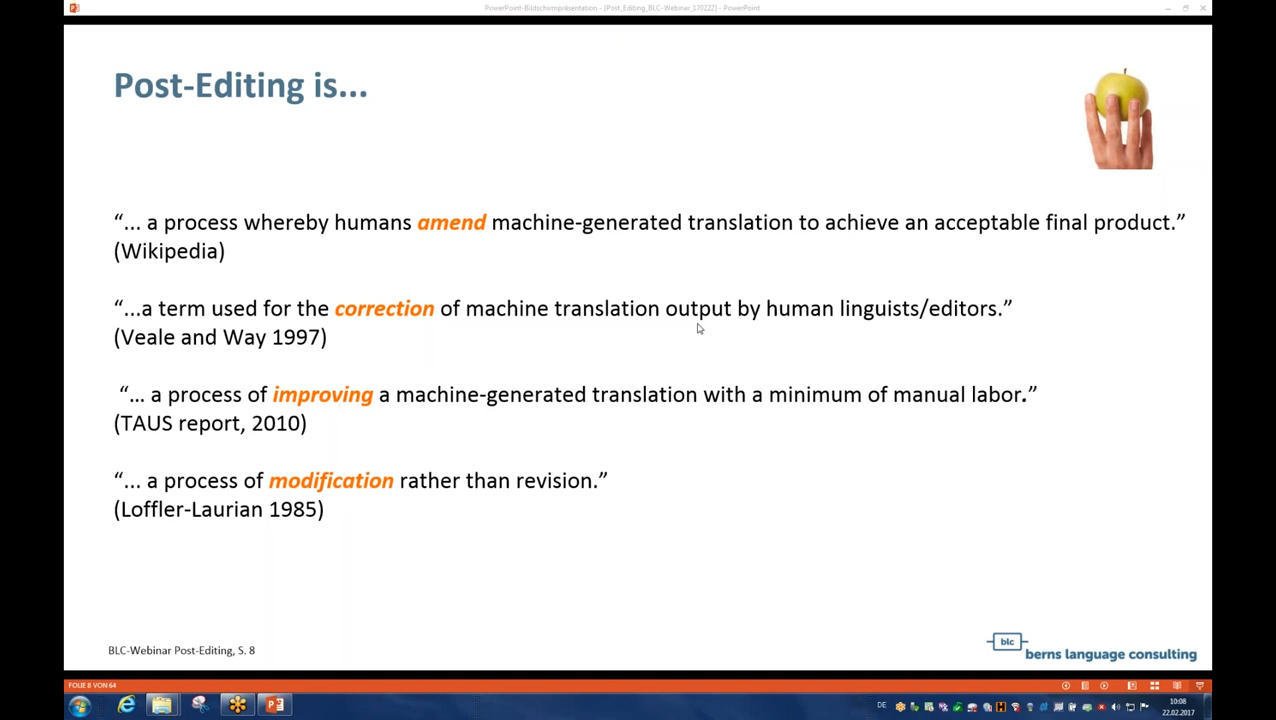 PowerPoint-Bildschirmpräsentation - [Post_Editing_BLC-Webinar_170222] - PowerPoint
Post-Editing is...
“... a process whereby humans amend machine-generated translation to achieve an acceptable final product.”
(Wikipedia)
“...a term used for the correction of machine translation output by human linguists/editors.”
(Veale and Way 1997)
“... a process of improving a machine-generated translation with a minimum of manual labor.”
(TAUS report, 2010)
“... a process of modification rather than revision.”
(Loffler-Laurian 1985)
BLC-Webinar Post-Editing, S. 8
blc
berns language consulting
FOLIE 8 VON 64
DE
10:08
22.02.2017